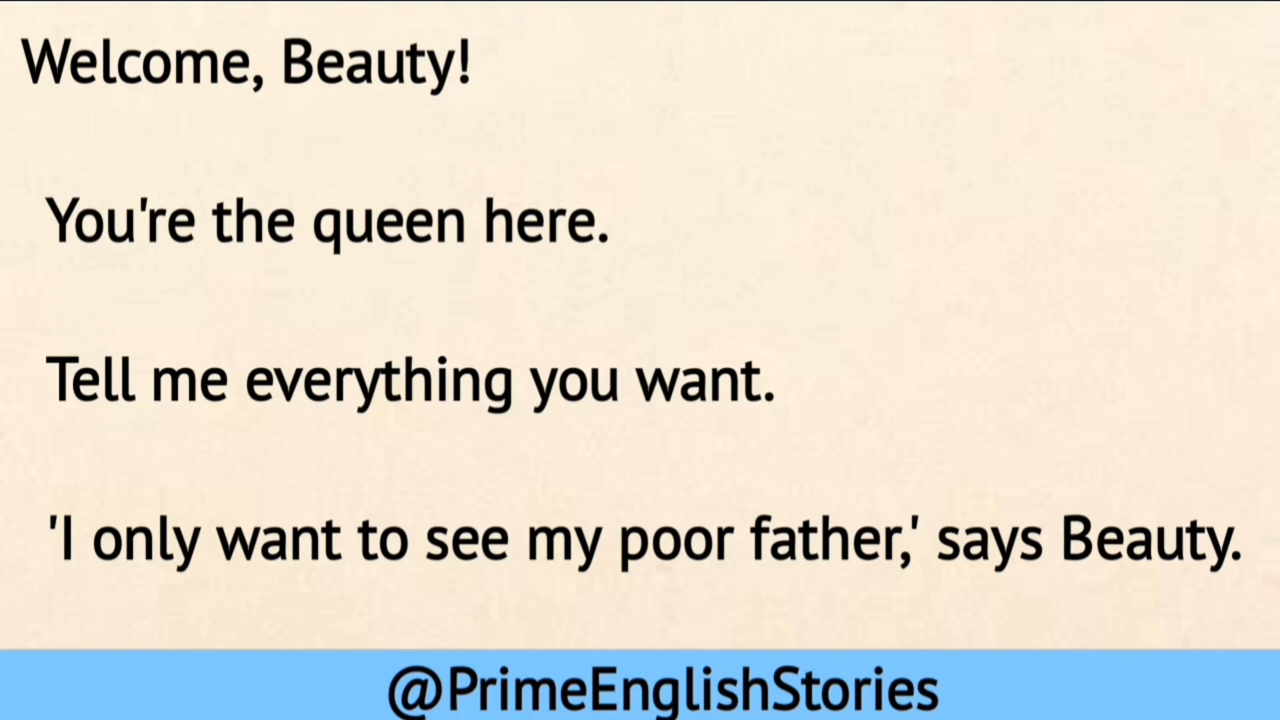 Welcome, Beauty!
You're the queen here.
Tell me everything you want.
'I only want to see my poor father,' says Beauty.
@PrimeEnglishStories